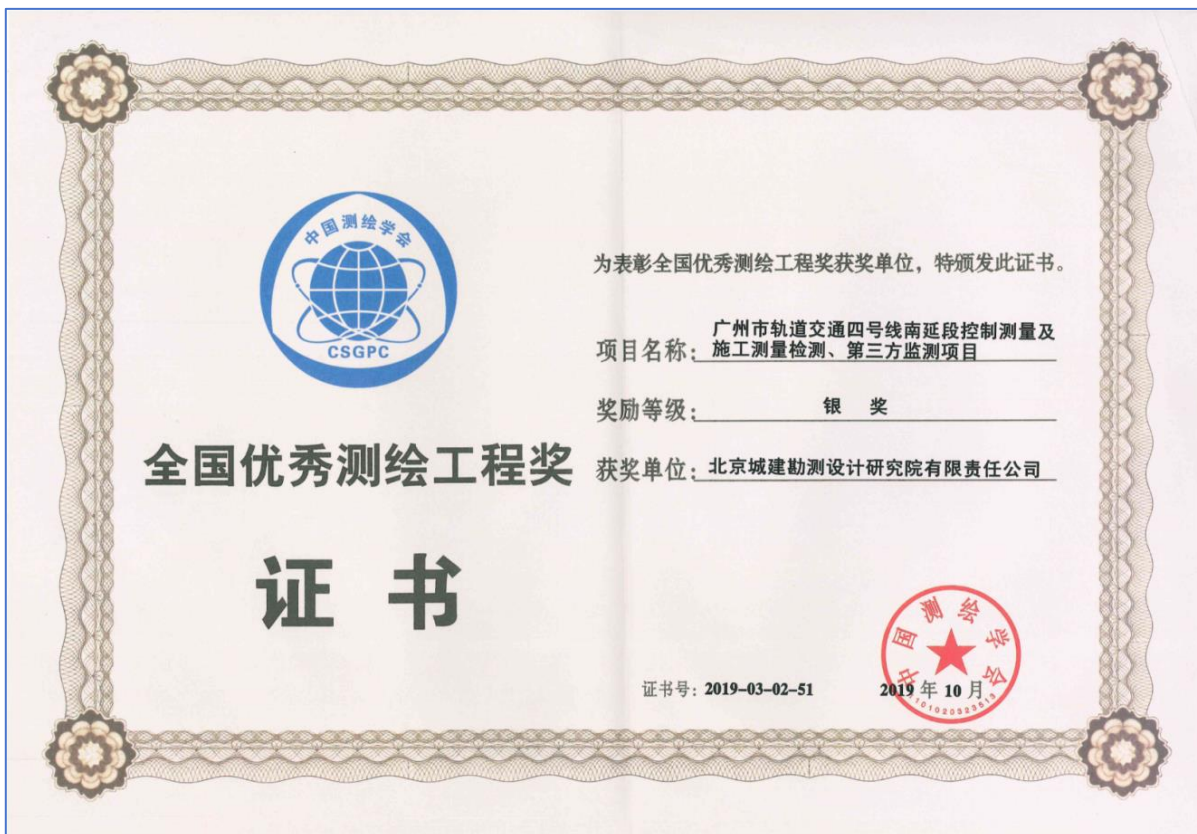 中国测绘学会
CSGPC
全国优秀测绘工程奖
证 书
为表彰全国优秀测绘工程奖获奖单位，特颁发此证书。
项目名称：广州市轨道交通四号线南延段控制测量及
施工测量检测、第三方监测项目
奖励等级：银 奖
获奖单位：北京城建勘测设计研究院有限责任公司
证书号：2019-03-02-51
2019 年 10 月
中国测绘学会